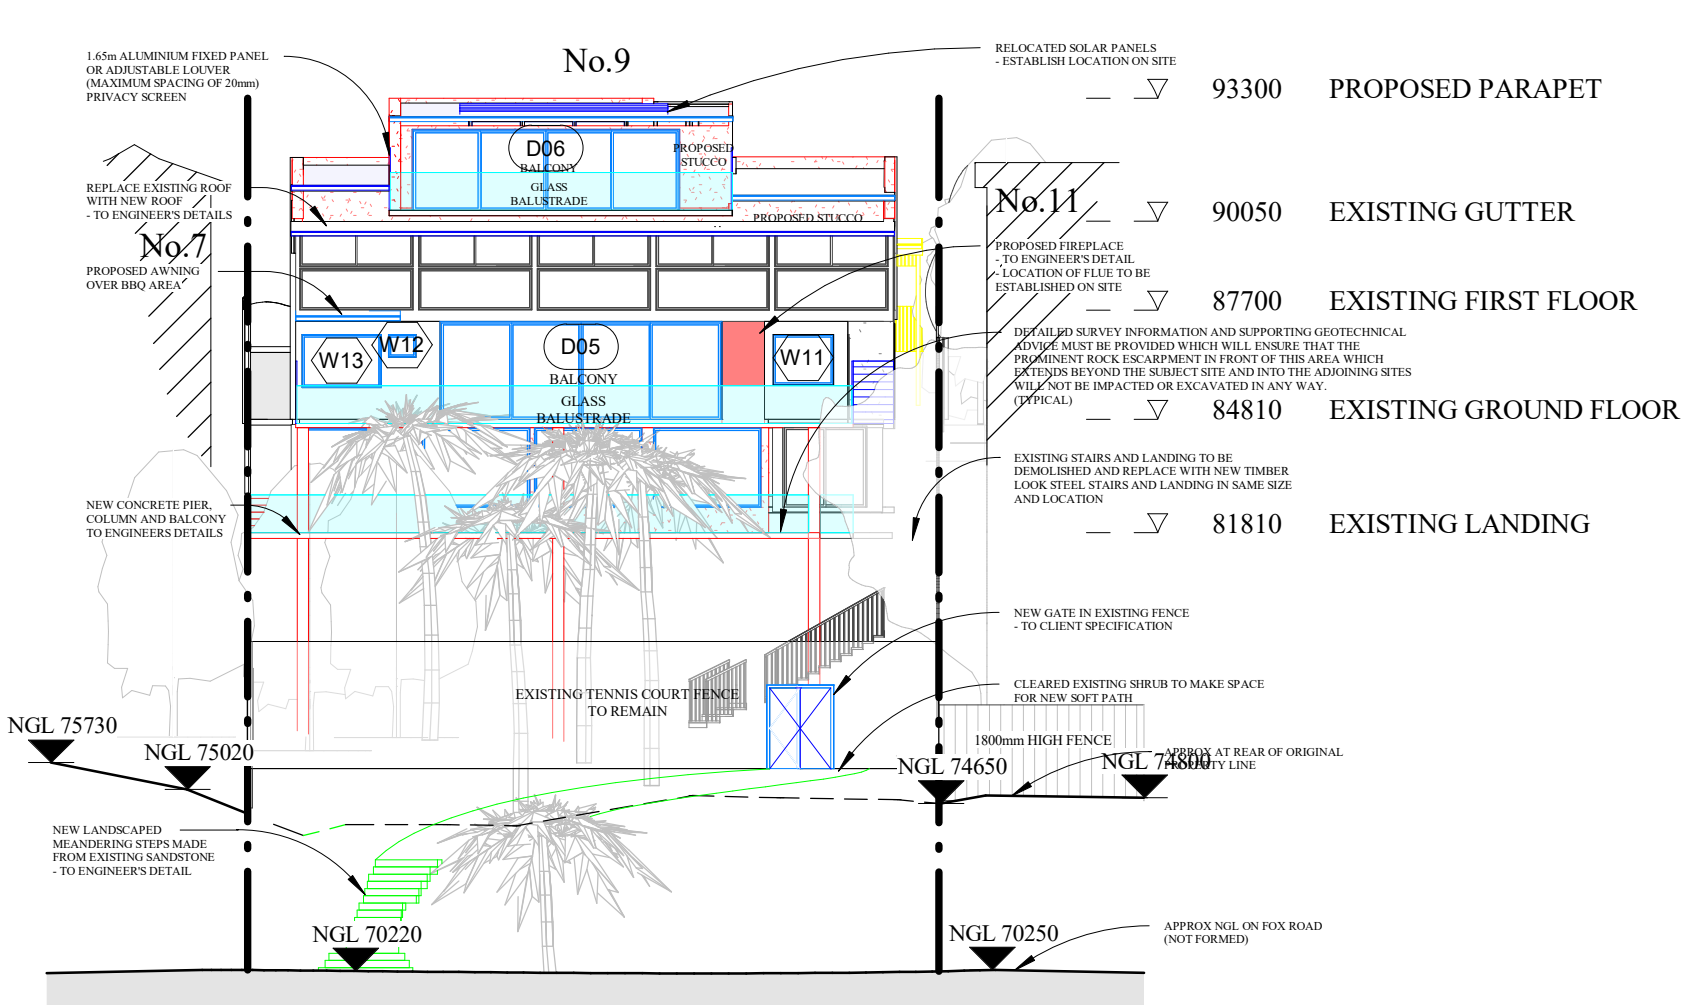 No.9
1.65m ALUMINIUM FIXED PANEL
OR ADJUSTABLE LOUVER
(MAXIMUM SPACING OF 20mm)
PRIVACY SCREEN
RELOCATED SOLAR PANELS
- ESTABLISH LOCATION ON SITE
93300 PROPOSED PARAPET
D06
BALCONY
GLASS
BALUSTRADE
PROPOSED
STUCCO
PROPOSED STUCCO
REPLACE EXISTING ROOF
WITH NEW ROOF
- TO ENGINEER'S DETAILS
No.7
No.11
90050 EXISTING GUTTER
PROPOSED AWNING
OVER BBQ AREA
PROPOSED FIREPLACE
- TO ENGINEER'S DETAIL
- LOCATION OF FLUE TO BE
ESTABLISHED ON SITE
87700 EXISTING FIRST FLOOR
W13
W12
D05
W11
BALCONY
GLASS
BALUSTRADE
DETAILED SURVEY INFORMATION AND SUPPORTING GEOTECHNICAL
ADVICE MUST BE PROVIDED WHICH WILL ENSURE THAT THE
PROMINENT ROCK ESCARPMENT IN FRONT OF THIS AREA WHICH
EXTENDS BEYOND THE SUBJECT SITE AND INTO THE ADJOINING SITES
WILL NOT BE IMPACTED OR EXCAVATED IN ANY WAY.
(TYPICAL)
84810 EXISTING GROUND FLOOR
EXISTING STAIRS AND LANDING TO BE
DEMOLISHED AND REPLACE WITH NEW TIMBER
LOOK STEEL STAIRS AND LANDING IN SAME SIZE
AND LOCATION
NEW CONCRETE PIER,
COLUMN AND BALCONY
TO ENGINEERS DETAILS
81810 EXISTING LANDING
NEW GATE IN EXISTING FENCE
- TO CLIENT SPECIFICATION
EXISTING TENNIS COURT FENCE
TO REMAIN
CLEARED EXISTING SHRUB TO MAKE SPACE
FOR NEW SOFT PATH
NGL 75730
NGL 75020
1800mm HIGH FENCE
NGL 74650
NGL 74800
APPROX AT REAR OF ORIGINAL
PROPERTY LINE
NEW LANDSCAPED
MEANDERING STEPS MADE
FROM EXISTING SANDSTONE
- TO ENGINEER'S DETAIL
NGL 70220
NGL 70250
APPROX NGL ON FOX ROAD
(NOT FORMED)